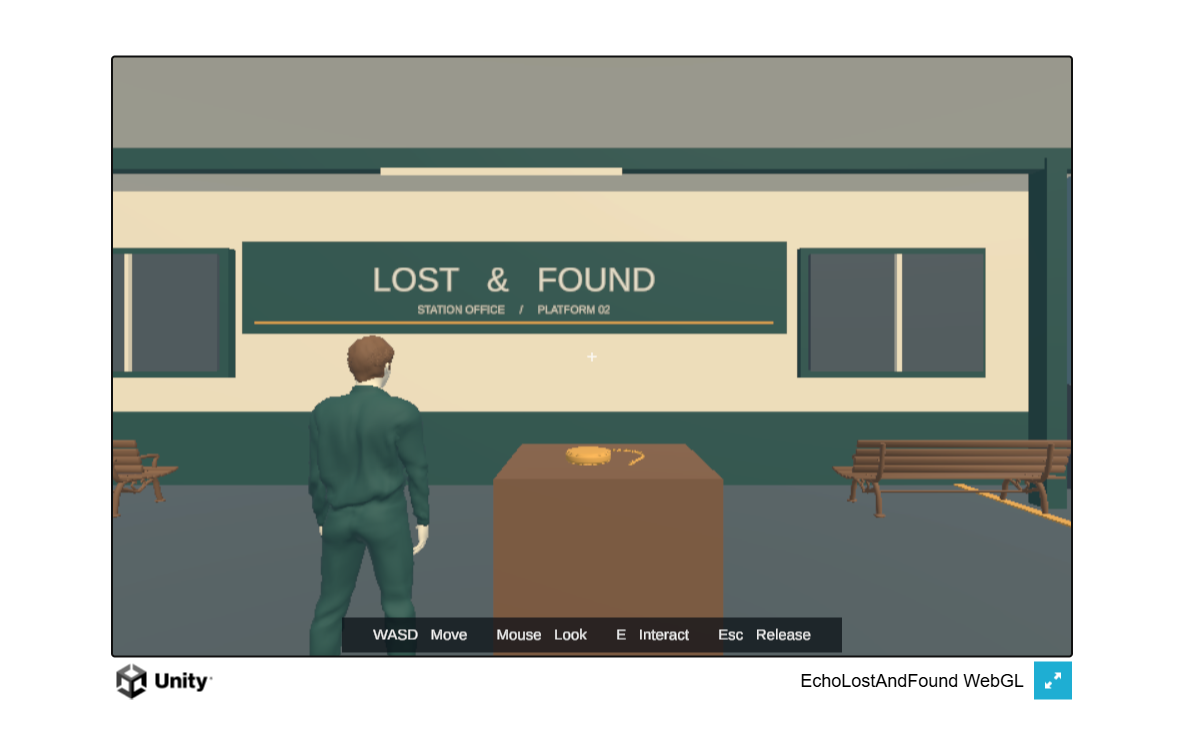 LOST & FOUND
STATION OFFICE / PLATFORM 02
WASD Move Mouse Look E Interact Esc Release
Unity
EchoLostAndFound WebGL